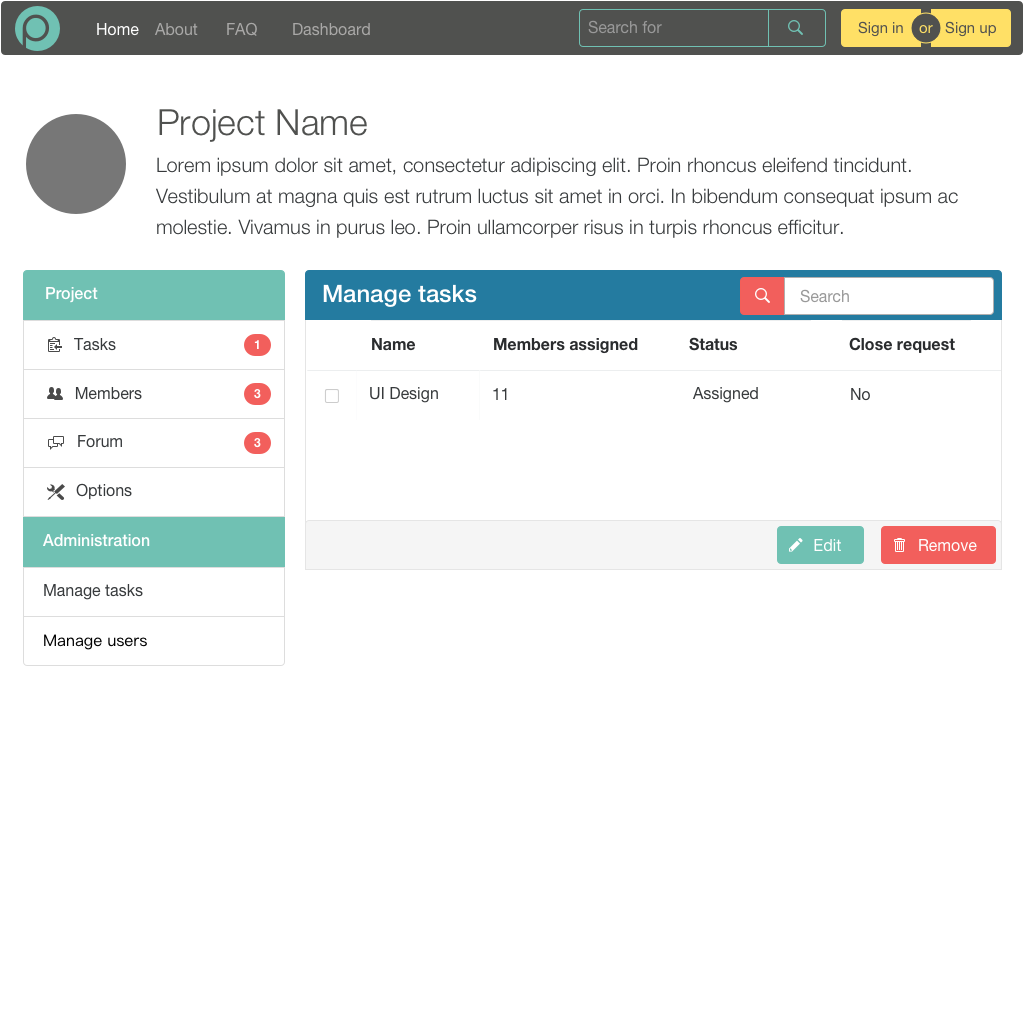 Home About FAQ Dashboard Search for Sign in or Sign up
Project Name
Lorem ipsum dolor sit amet, consectetur adipiscing elit. Proin rhoncus eleifend tincidunt.
Vestibulum at magna quis est rutrum luctus sit amet in orci. In bibendum consequat ipsum ac
molestie. Vivamus in purus leo. Proin ullamcorper risus in turpis rhoncus efficitur.
Project
Tasks 1
Members 3
Forum 3
Options
Administration
Manage tasks
Manage users
Manage tasks Search
Name Members assigned Status Close request
UI Design 11 Assigned No
Edit Remove